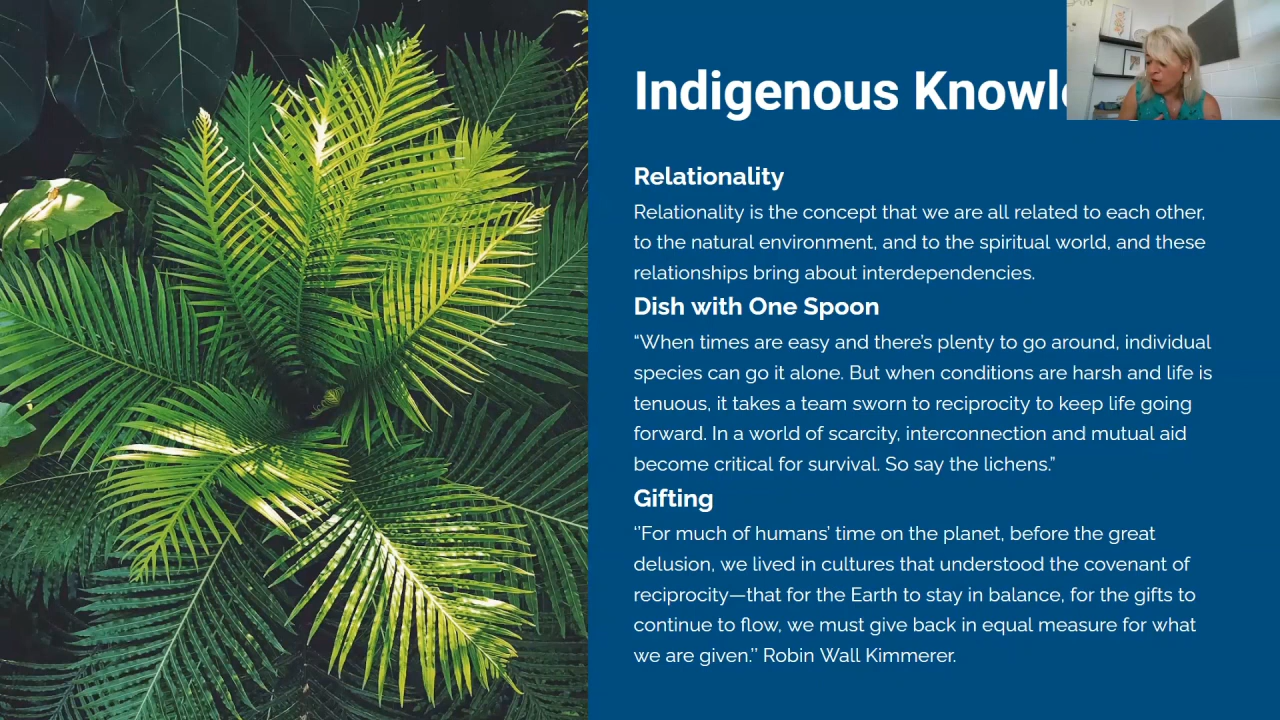 Indigenous Knowle
Relationality
Relationality is the concept that we are all related to each other,
to the natural environment, and to the spiritual world, and these
relationships bring about interdependencies.
Dish with One Spoon
“When times are easy and there’s plenty to go around, individual
species can go it alone. But when conditions are harsh and life is
tenuous, it takes a team sworn to reciprocity to keep life going
forward. In a world of scarcity, interconnection and mutual aid
become critical for survival. So say the lichens.”
Gifting
‘’For much of humans’ time on the planet, before the great
delusion, we lived in cultures that understood the covenant of
reciprocity—that for the Earth to stay in balance, for the gifts to
continue to flow, we must give back in equal measure for what
we are given.’’ Robin Wall Kimmerer.